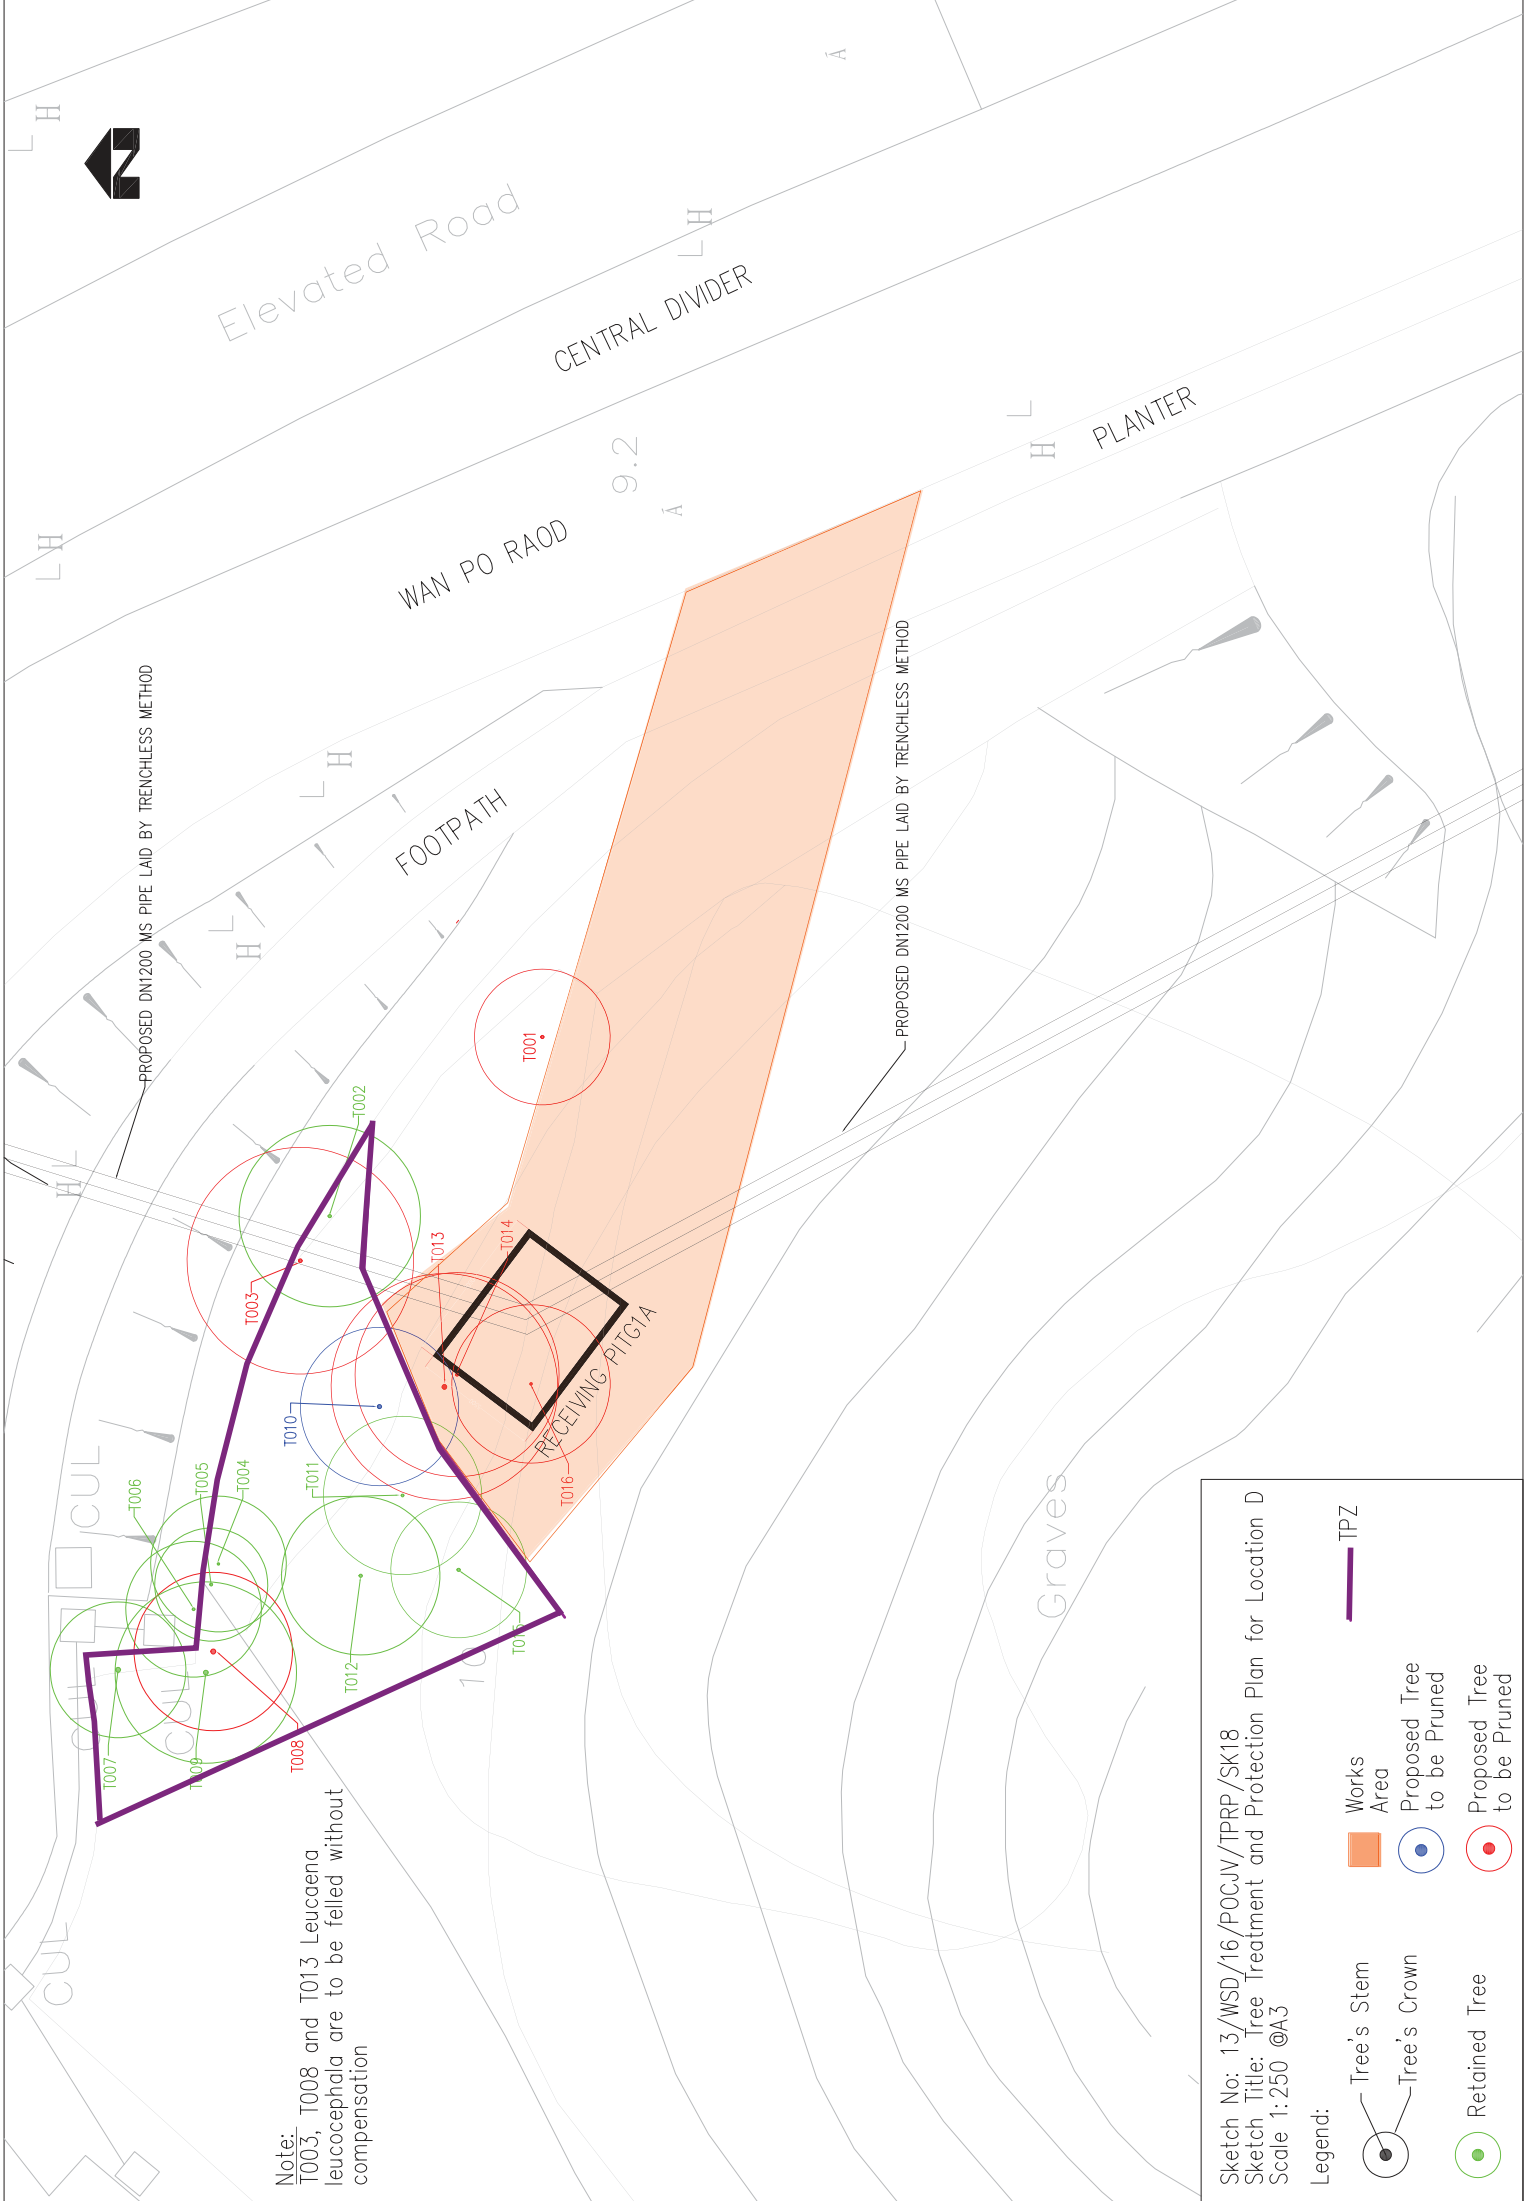 Elevated Road
CENTRAL DIVIDER
WAN PO RAOD
9.2
PLANTER
FOOTPATH
L
H
L
H
L
H
L
H
L
H
L
H
L
H
Â
Â
PROPOSED DN1200 MS PIPE LAID BY TRENCHLESS METHOD
PROPOSED DN1200 MS PIPE LAID BY TRENCHLESS METHOD
T001
T002
T003
T013
T014
T010
T011
T016
RECEIVING PITG1A
T004
T005
T006
T012
T015
T007
T009
T008
CUL
CUL
CUL
CUL
Graves
Note:
T003, T008 and T013 Leucaena
leucocephala are to be felled without
compensation
Sketch No: 13/WSD/16/POCJV/TPRP/SK18
Sketch Title: Tree Treatment and Protection Plan for Location D
Scale 1:250 @A3
Legend:
Tree's Stem
Tree's Crown
Retained Tree
Works
Area
Proposed Tree
to be Pruned
Proposed Tree
to be Pruned
TPZ